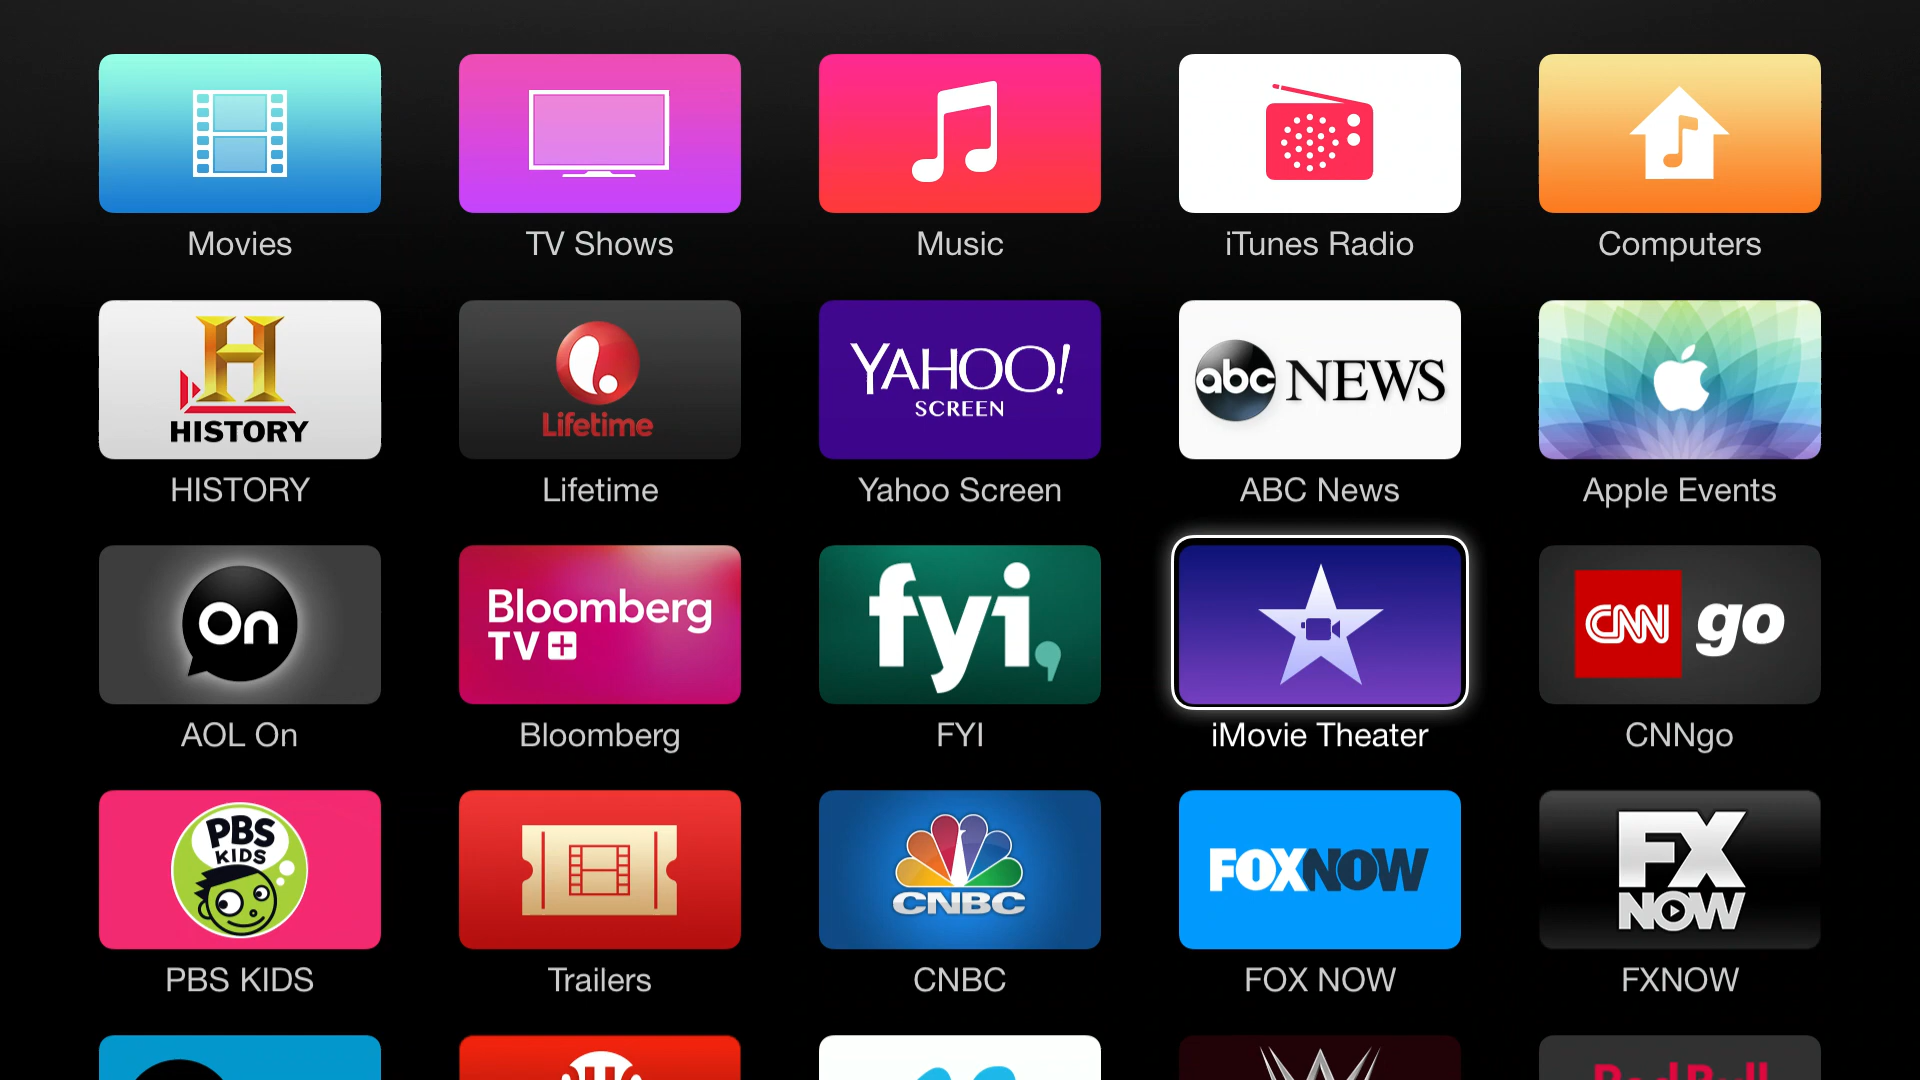 Movies
TV Shows
Music
iTunes Radio
Computers
HISTORY
Lifetime
YAHOO!
SCREEN
abc NEWS
HISTORY
Lifetime
Yahoo Screen
ABC News
Apple Events
On
Bloomberg
TV+
fyi,
CNN go
AOL On
Bloomberg
FYI
iMovie Theater
CNNgo
PBS
KIDS
CNBC
FOXNOW
FX
NOW
PBS KIDS
Trailers
CNBC
FOX NOW
FXNOW
Red Bull